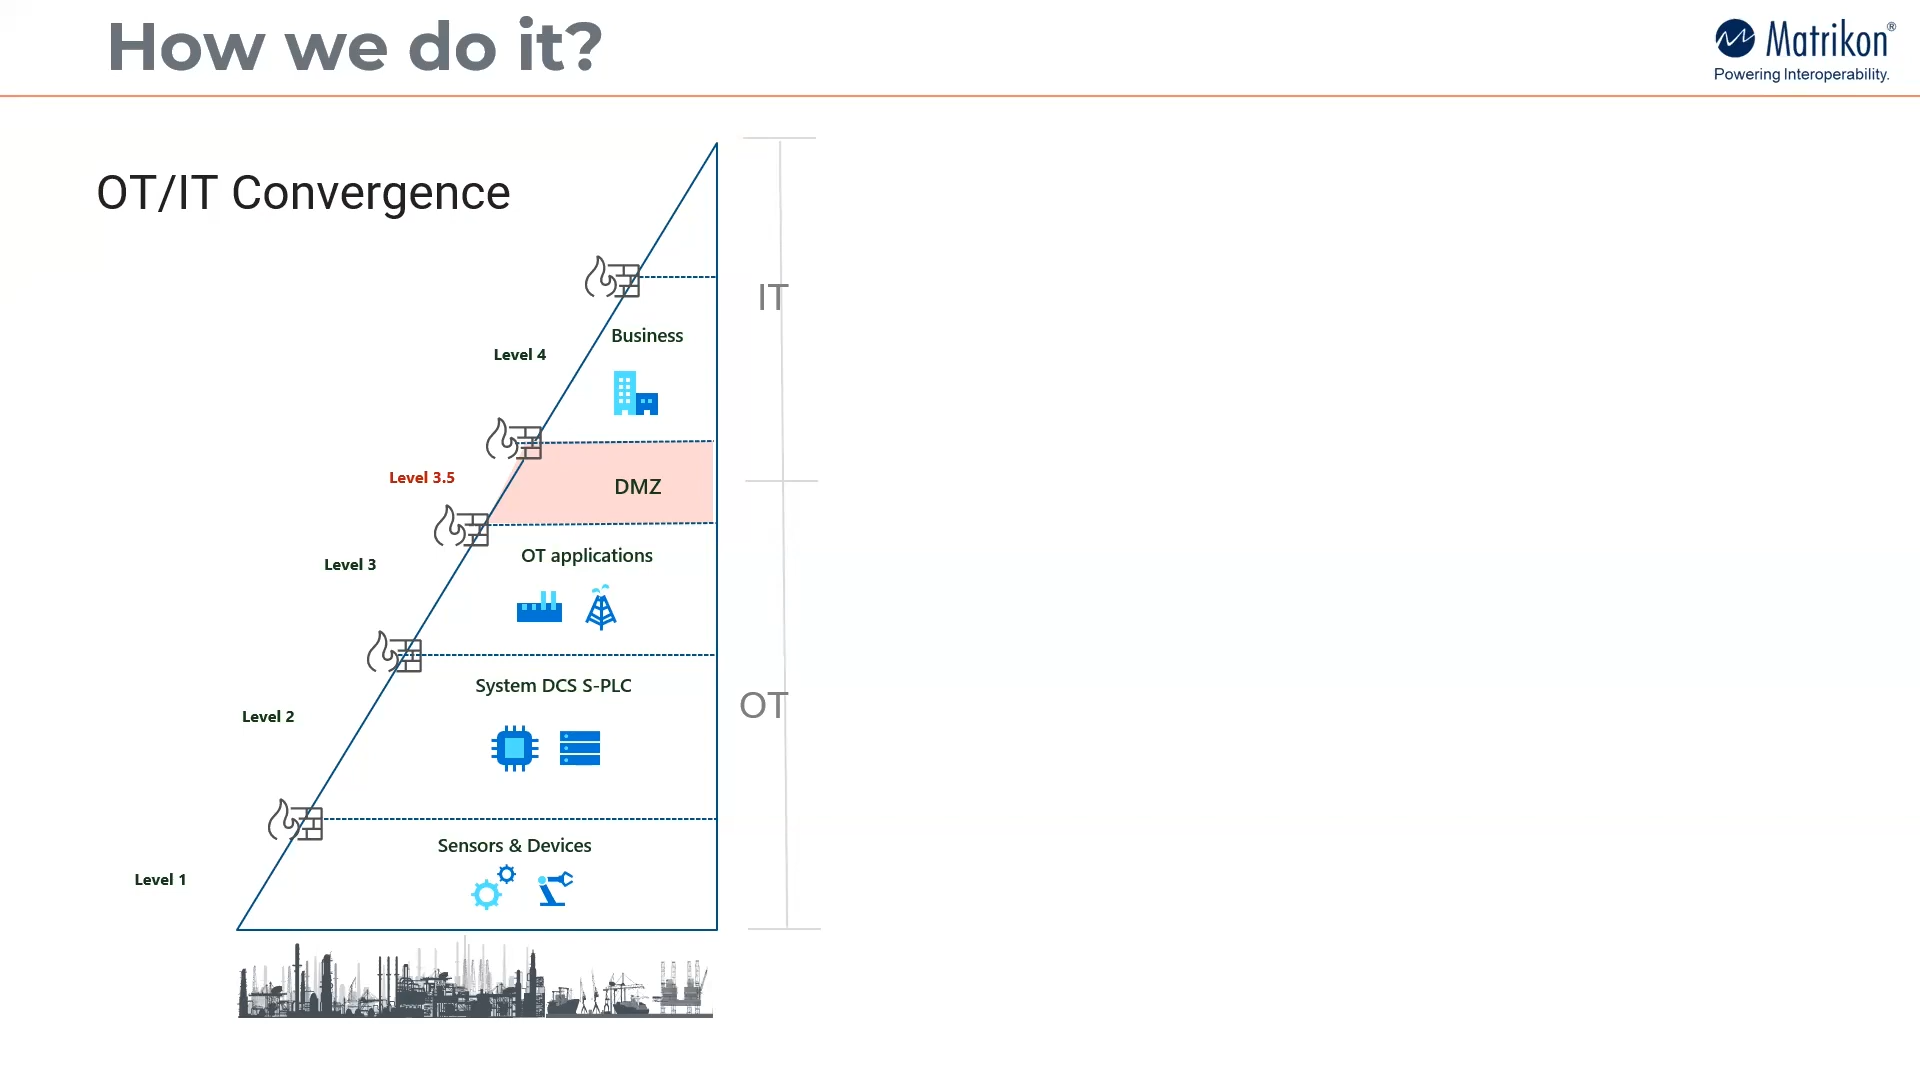 How we do it?
Matrikon®
Powering Interoperability.
OT/IT Convergence
IT
Business
Level 4
Level 3.5
DMZ
OT applications
Level 3
System DCS S-PLC
OT
Level 2
Sensors & Devices
Level 1